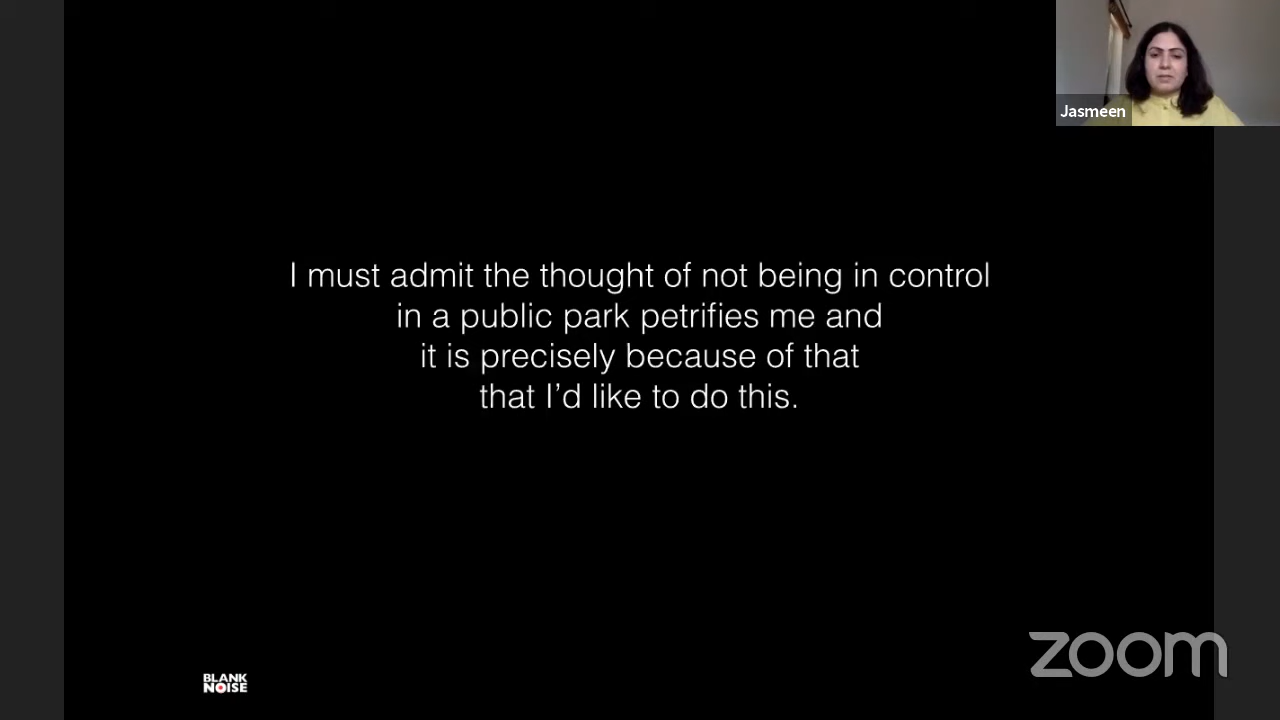 Jasmeen
I must admit the thought of not being in control
in a public park petrifies me and
it is precisely because of that
that I'd like to do this.
BLANK
NOISE
zoom